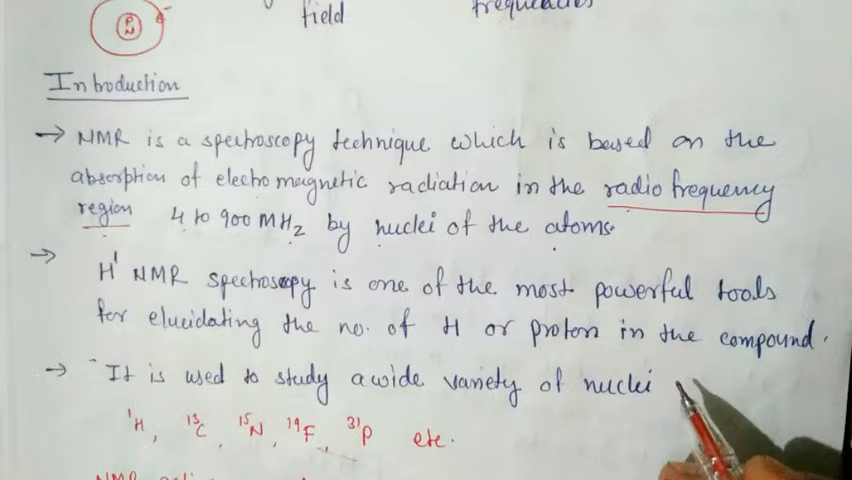 P e⁻
N
field frequencies
Introduction
→ NMR is a spectroscopy technique which is based on the
absorption of electromagnetic radiation in the radio frequency
region 4 to 900 MHz by nuclei of the atoms.
→ H¹ NMR spectroscopy is one of the most powerful tools
for elucidating the no. of H or proton in the compound.
→ It is used to study a wide variety of nuclei
¹H, ¹³C, ¹⁵N, ¹⁹F, ³¹P etc.